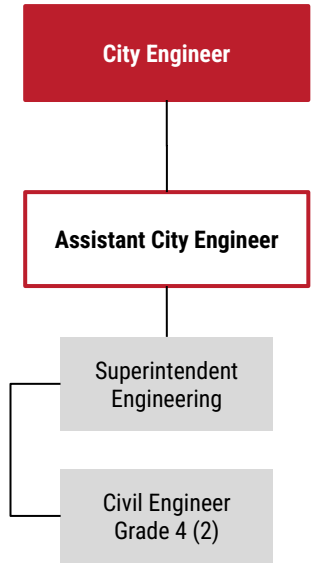 City Engineer
Assistant City Engineer
Superintendent
Engineering
Civil Engineer
Grade 4 (2)